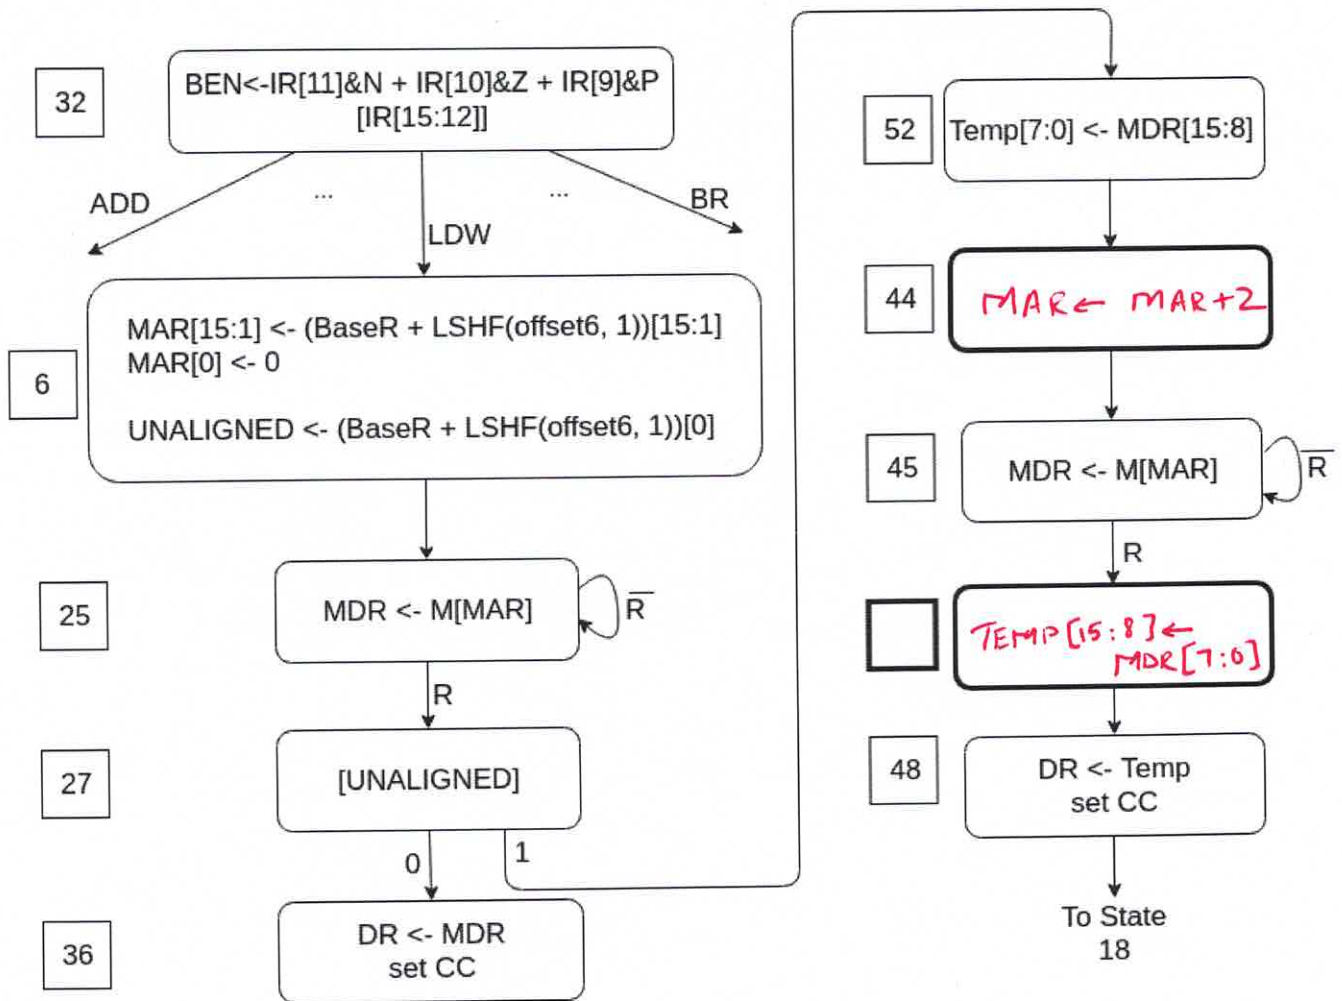 32
BEN<-IR[11]&N + IR[10]&Z + IR[9]&P
[IR[15:12]]
ADD
...
LDW
...
BR
6
MAR[15:1] <- (BaseR + LSHF(offset6, 1))[15:1]
MAR[0] <- 0
UNALIGNED <- (BaseR + LSHF(offset6, 1))[0]
25
MDR <- M[MAR]
R̅
R
27
[UNALIGNED]
0
1
36
DR <- MDR
set CC
52
Temp[7:0] <- MDR[15:8]
44
MAR ← MAR+2
45
MDR <- M[MAR]
R̅
R
TEMP[15:8] ←
MDR[7:0]
48
DR <- Temp
set CC
To State
18